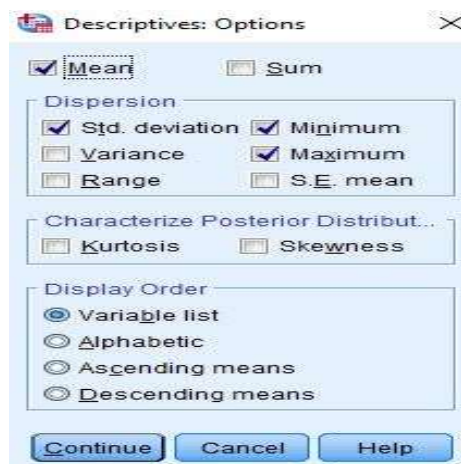 Descriptives: Options
Mean Sum
Dispersion
Std. deviation Minimum
Variance Maximum
Range S.E. mean
Characterize Posterior Distribut...
Kurtosis Skewness
Display Order
Variable list
Alphabetic
Ascending means
Descending means
Continue Cancel Help